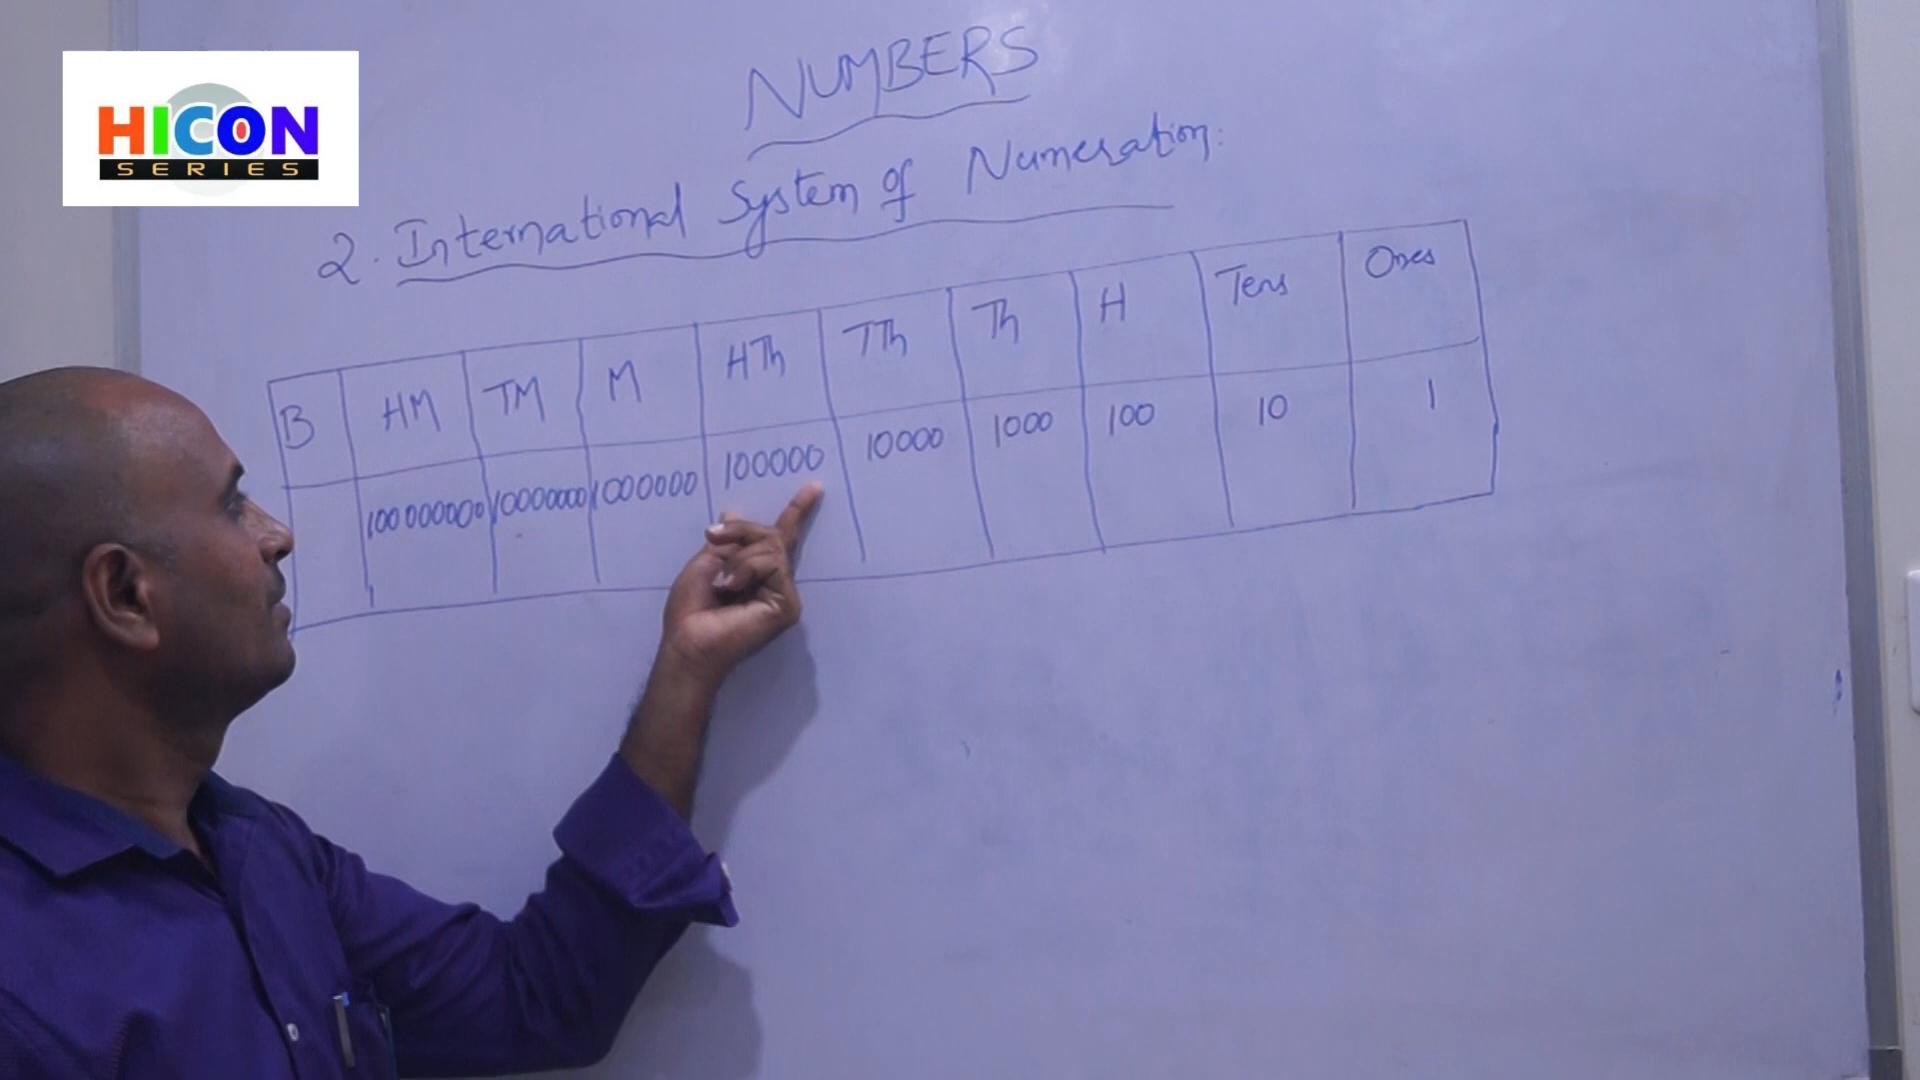 HICON
SERIES
NUMBERS
2. International System of Numeration:
B HM TM M HTh TTh Th H Tens Ones
100000000 10000000 1000000 100000 10000 1000 100 10 1